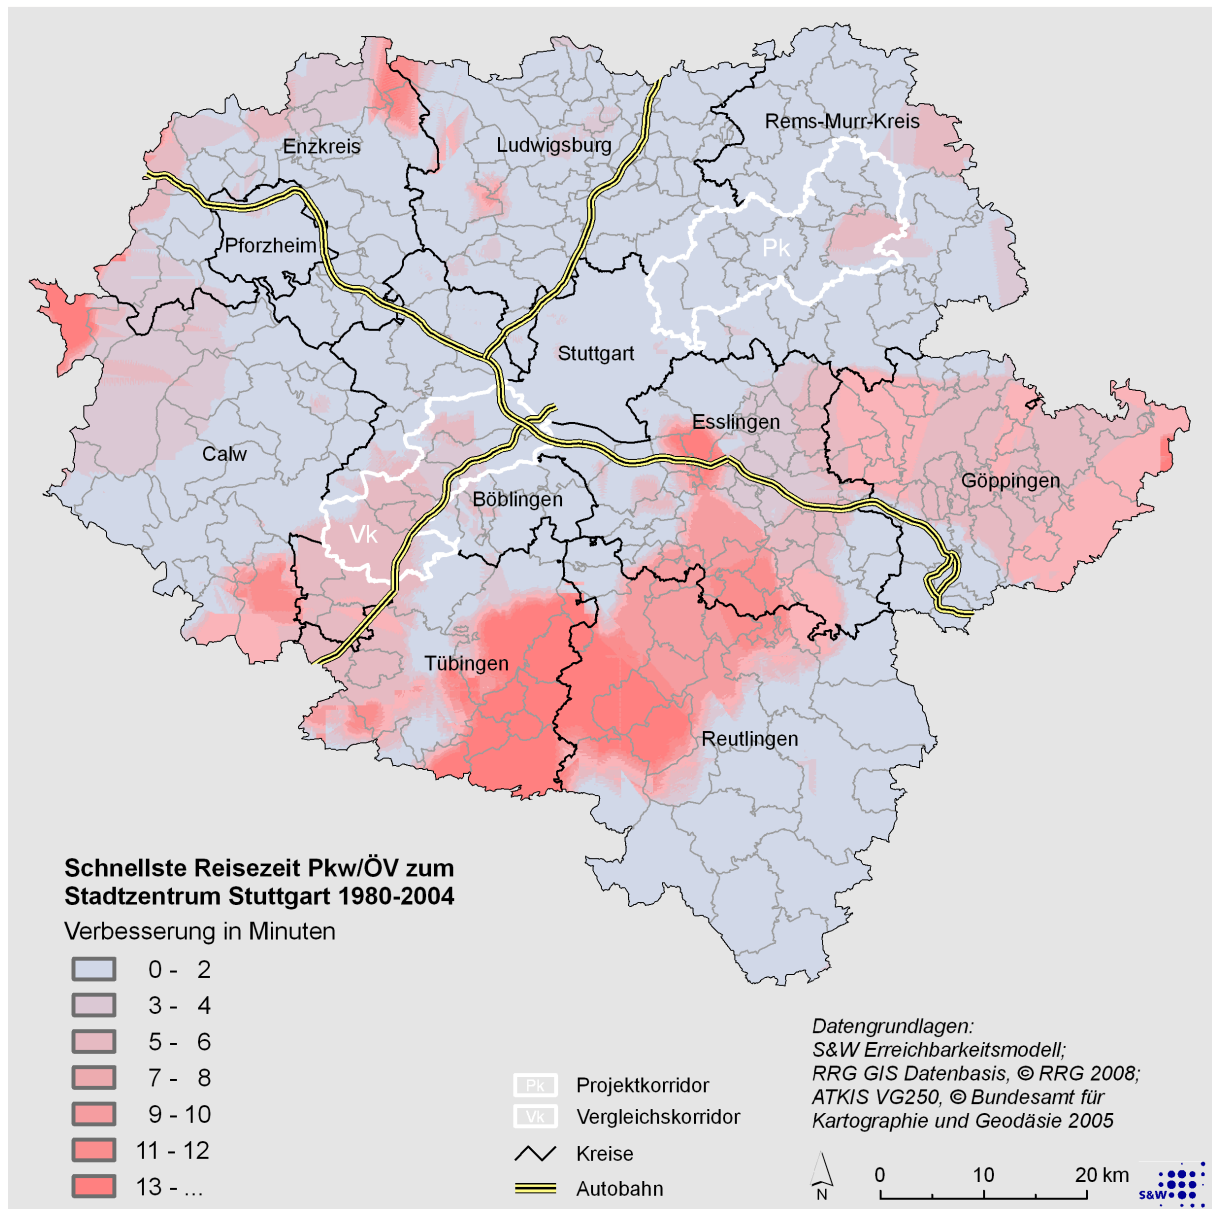 Rems-Murr-Kreis
Enzkreis
Ludwigsburg
Pforzheim
Pk
Stuttgart
Esslingen
Calw
Göppingen
Böblingen
Vk
Tübingen
Reutlingen
Schnellste Reisezeit Pkw/ÖV zum
Stadtzentrum Stuttgart 1980-2004
Verbesserung in Minuten
0 - 2
3 - 4
5 - 6
7 - 8
9 - 10
11 - 12
13 - ...
Pk Projektkorridor
Vk Vergleichskorridor
Kreise
Autobahn
Datengrundlagen:
S&W Erreichbarkeitsmodell;
RRG GIS Datenbasis, © RRG 2008;
ATKIS VG250, © Bundesamt für
Kartographie und Geodäsie 2005
N
0 10 20 km
S&W